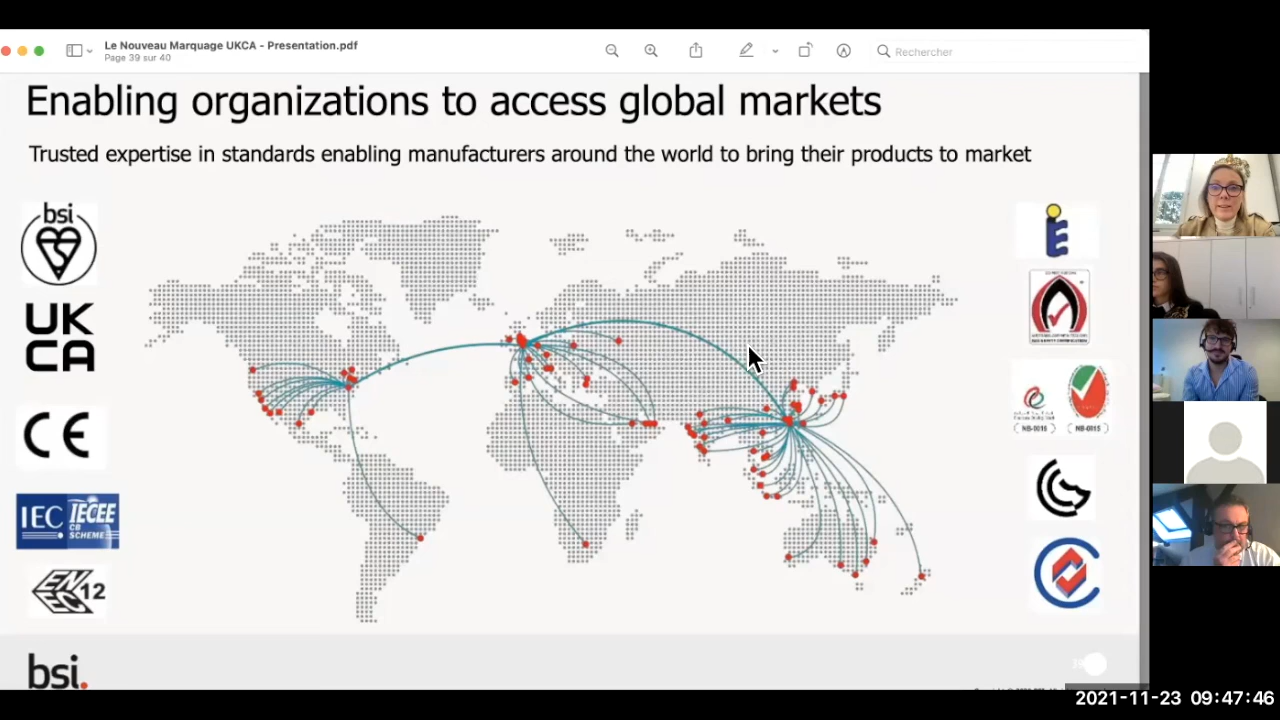 Le Nouveau Marquage UKCA - Presentation.pdf
Page 39 sur 40
Rechercher
Enabling organizations to access global markets
Trusted expertise in standards enabling manufacturers around the world to bring their products to market
bsi
UK
CA
CE
IEC IECEE
CB
SCHEME
ENEC 12
NB-0016
NB-0015
bsi.
39
2021-11-23 09:47:46